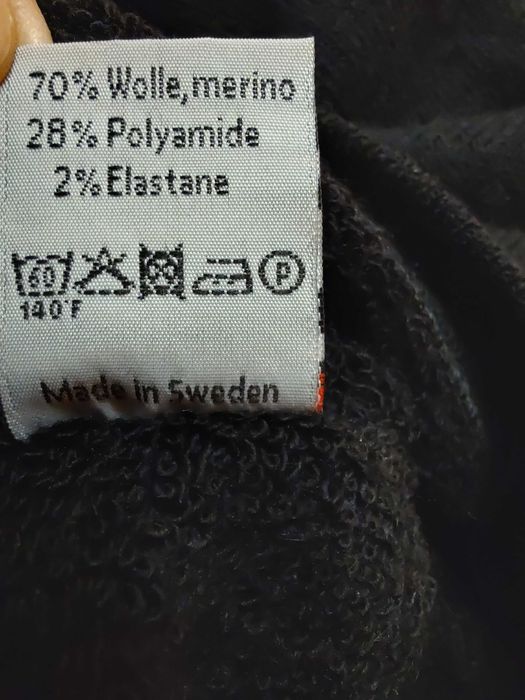 70% Wolle, merino
28% Polyamide
2% Elastane
60 P
140°F
Made in Sweden